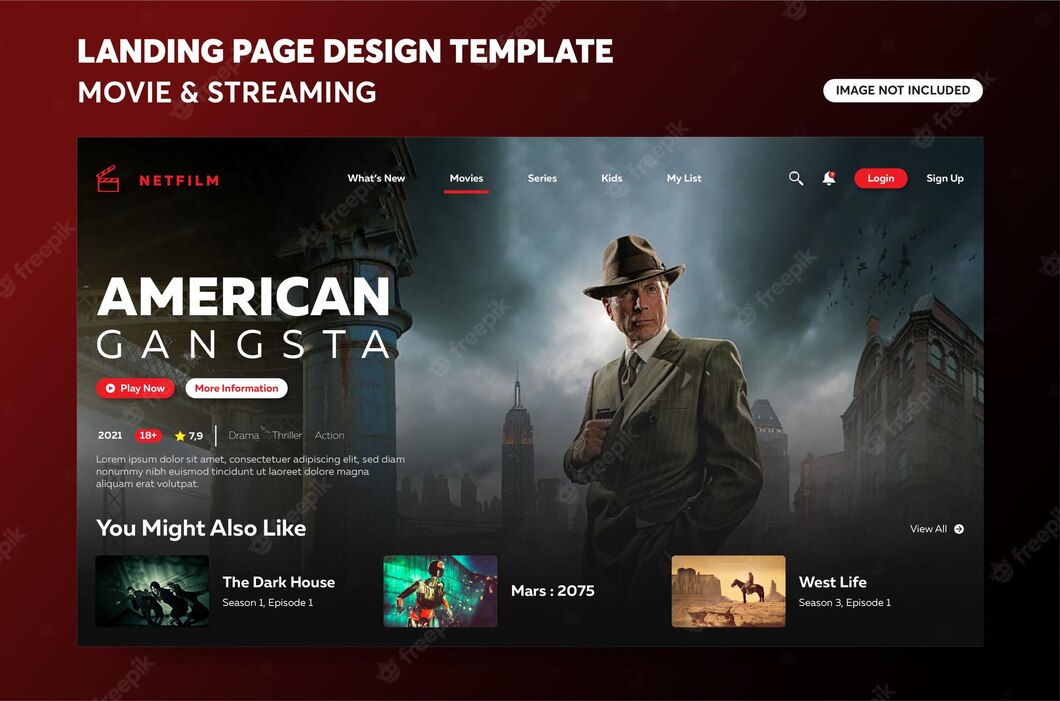 LANDING PAGE DESIGN TEMPLATE
MOVIE & STREAMING
IMAGE NOT INCLUDED
NETFILM
What's New
Movies
Series
Kids
My List
Login
Sign Up
AMERICAN
GANGSTA
Play Now
More Information
2021
18+
7,9
Drama
Thriller
Action
Lorem ipsum dolor sit amet, consectetuer adipiscing elit, sed diam
nonummy nibh euismod tincidunt ut laoreet dolore magna
aliquam erat volutpat.
You Might Also Like
View All
The Dark House
Season 1, Episode 1
Mars : 2075
West Life
Season 3, Episode 1
freepik